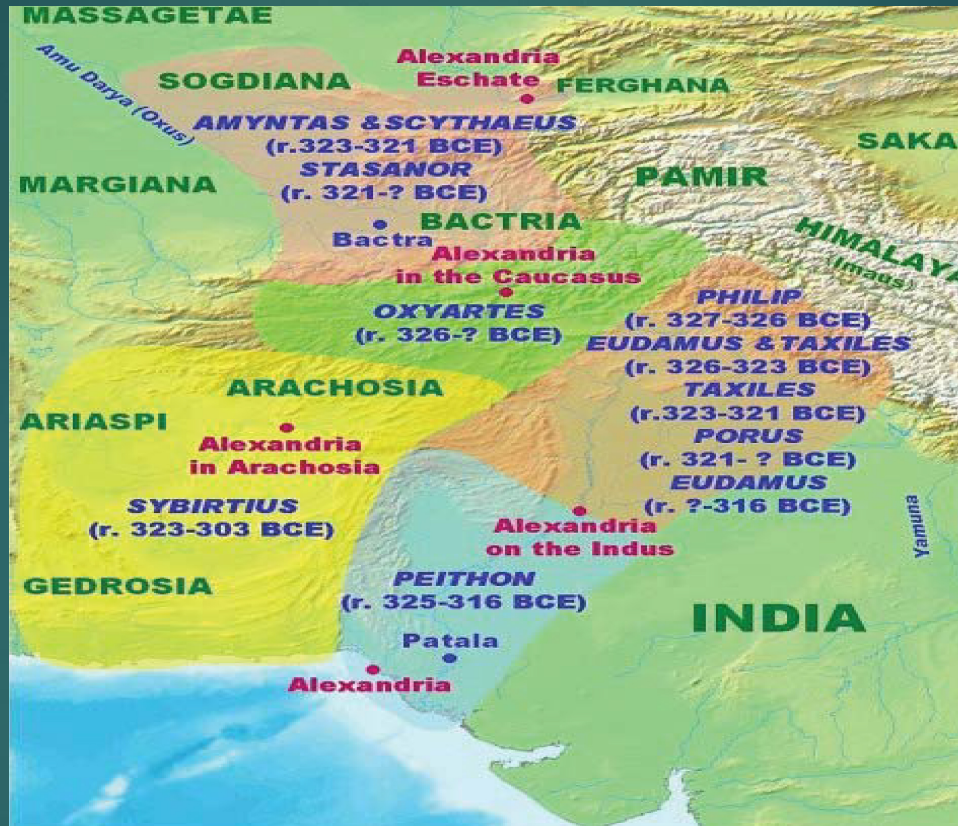 MASSAGETAE
Amu Darya (Oxus)
SOGDIANA
Alexandria
Eschate
FERGHANA
AMYNTAS & SCYTHAEUS
(r.323-321 BCE)
STASANOR
(r. 321-? BCE)
SAKA
MARGIANA
PAMIR
BACTRIA
Bactra
HIMALAYA
(Imaus)
Alexandria
in the Caucasus
OXYARTES
(r. 326-? BCE)
PHILIP
(r. 327-326 BCE)
EUDAMUS & TAXILES
(r. 326-323 BCE)
TAXILES
(r.323-321 BCE)
PORUS
(r. 321- ? BCE)
EUDAMUS
(r. ?-316 BCE)
ARACHOSIA
ARIASPI
Alexandria
in Arachosia
SYBIRTIUS
(r. 323-303 BCE)
Alexandria
on the Indus
Yamuna
GEDROSIA
PEITHON
(r. 325-316 BCE)
INDIA
Patala
Alexandria